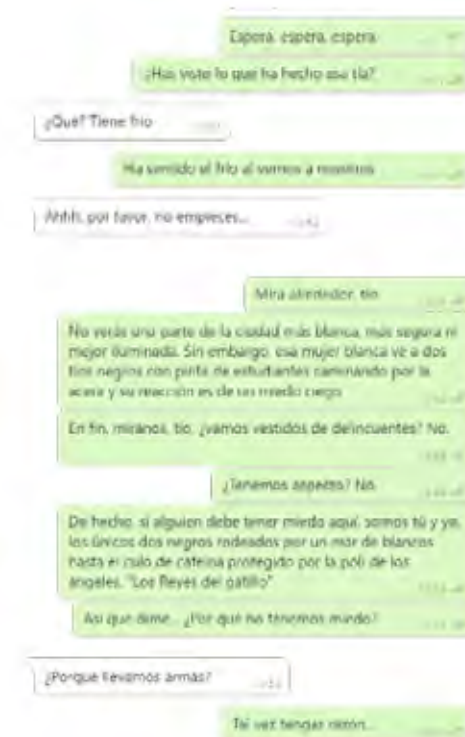 Espera, espera, espera
¿Has visto lo que ha hecho esa tía?
¿Qué? Tiene frío
Ha sentido el frío al vernos a nosotros
Ahhh, por favor, no empieces...
Mira alrededor, tío
No verás una parte de la ciudad más blanca, más segura ni
mejor iluminada. Sin embargo, esa mujer blanca ve a dos
tíos negros con pinta de estudiantes caminando por la
acera y su reacción es de un miedo ciego
En fin, míranos, tío, ¿vamos vestidos de delincuentes? No.
¿Tenemos aspecto? No
De hecho, si alguien debe tener miedo aquí, somos tú y yo,
los únicos dos negros rodeados por un mar de blancos
hasta el culo de cafeína protegido por la poli de los
ángeles, "Los Reyes del gatillo"
Así que dime... ¿Por qué no tenemos miedo?
¿Porque llevamos armas?
Tal vez tengas razón...